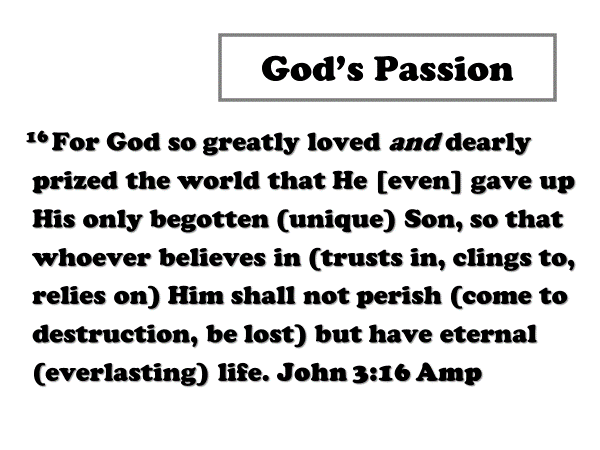 God's Passion
16 For God so greatly loved and dearly
prized the world that He [even] gave up
His only begotten (unique) Son, so that
whoever believes in (trusts in, clings to,
relies on) Him shall not perish (come to
destruction, be lost) but have eternal
(everlasting) life. John 3:16 Amp